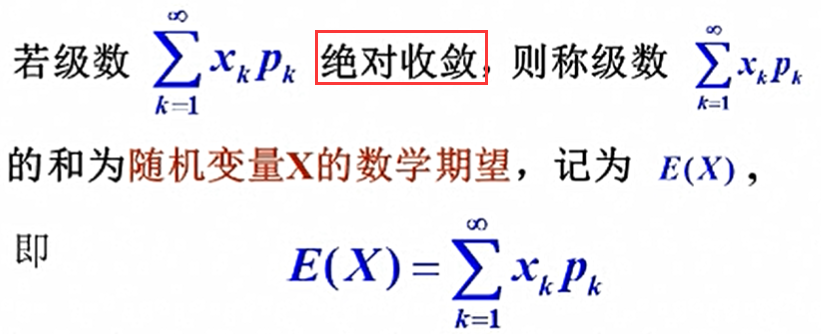 若级数 $\sum_{k=1}^{\infty} x_k p_k$ 绝对收敛，则称级数 $\sum_{k=1}^{\infty} x_k p_k$
的和为随机变量X的数学期望，记为 $E(X)$，
即 $E(X) = \sum_{k=1}^{\infty} x_k p_k$